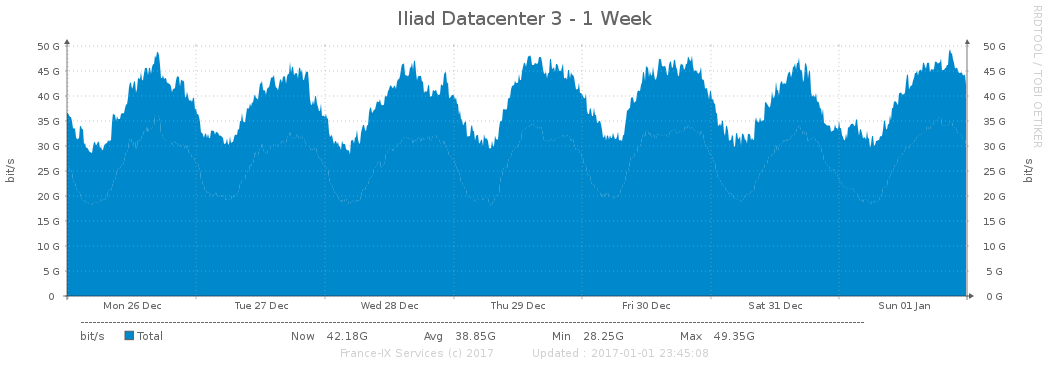 Iliad Datacenter 3 - 1 Week
RRDTOOL / TOBI OETIKER
50 G 50 G
45 G 45 G
40 G 40 G
35 G 35 G
30 G 30 G
25 G 25 G
20 G 20 G
15 G 15 G
10 G 10 G
5 G 5 G
0 0 G
bit/s bit/s
Mon 26 Dec Tue 27 Dec Wed 28 Dec Thu 29 Dec Fri 30 Dec Sat 31 Dec Sun 01 Jan
bit/s Total Now 42.18G Avg 38.85G Min 28.25G Max 49.35G
France-IX Services (c) 2017 Updated : 2017-01-01 23:45:08